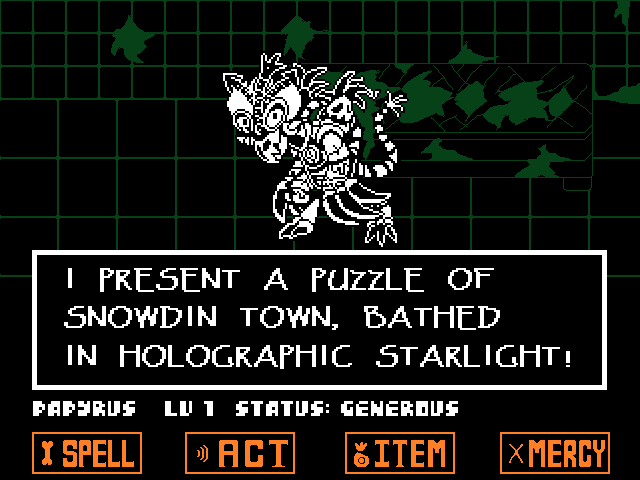 I PRESENT A PUZZLE OF
SNOWDIN TOWN, BATHED
IN HOLOGRAPHIC STARLIGHT!
PAPYRUS LV 1 STATUS: GENEROUS
SPELL ACT ITEM MERCY